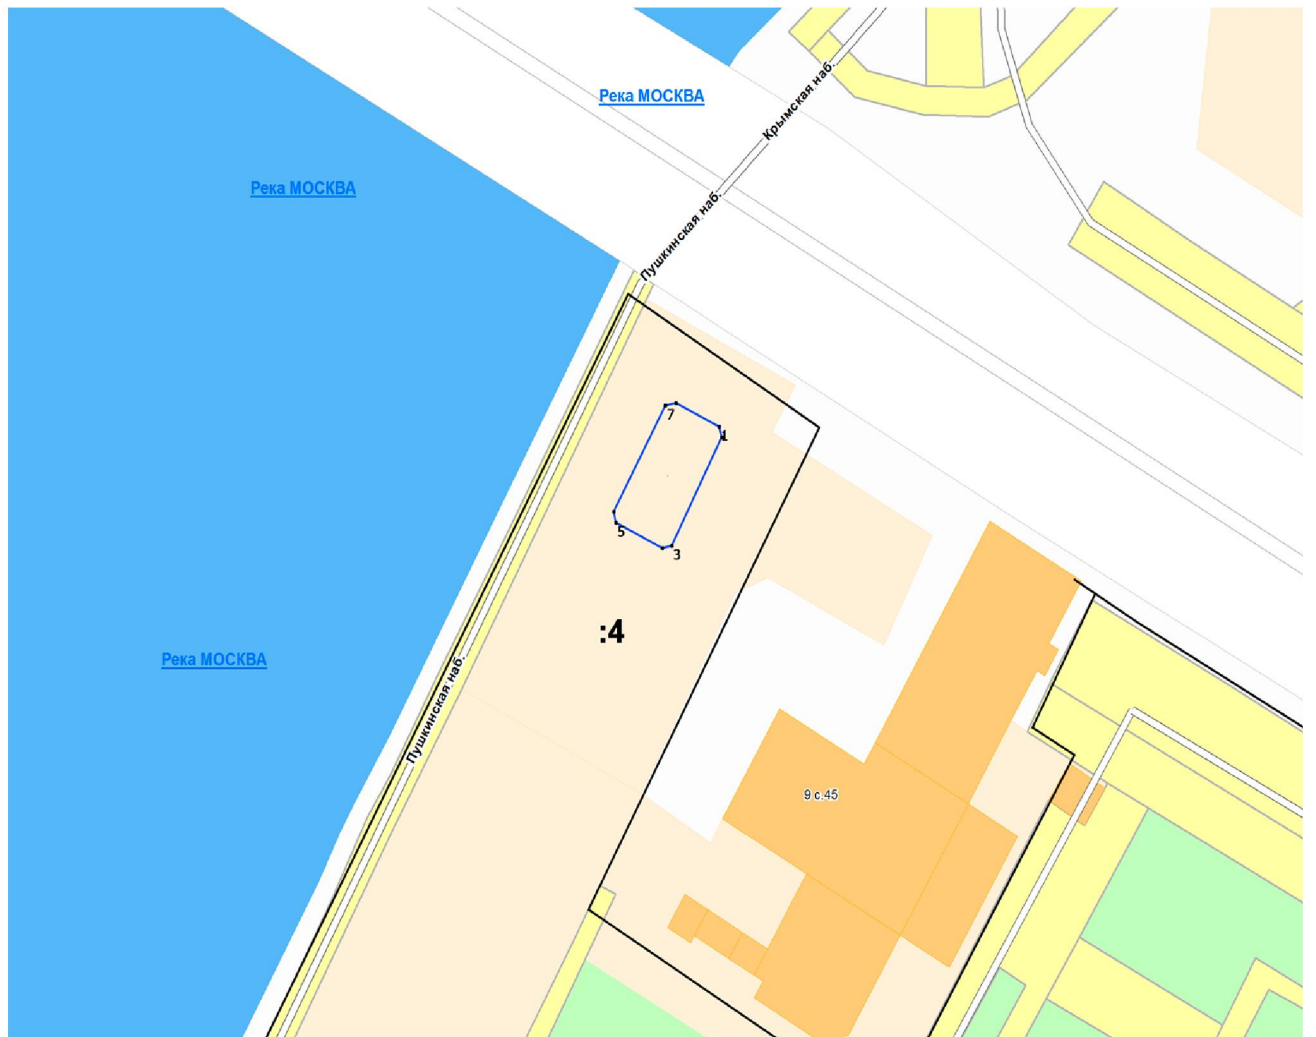 Река МОСКВА
Крымская наб.
Река МОСКВА
Пушкинская наб.
7
1
5
3
:4
Река МОСКВА
Пушкинская наб.
9 с.45